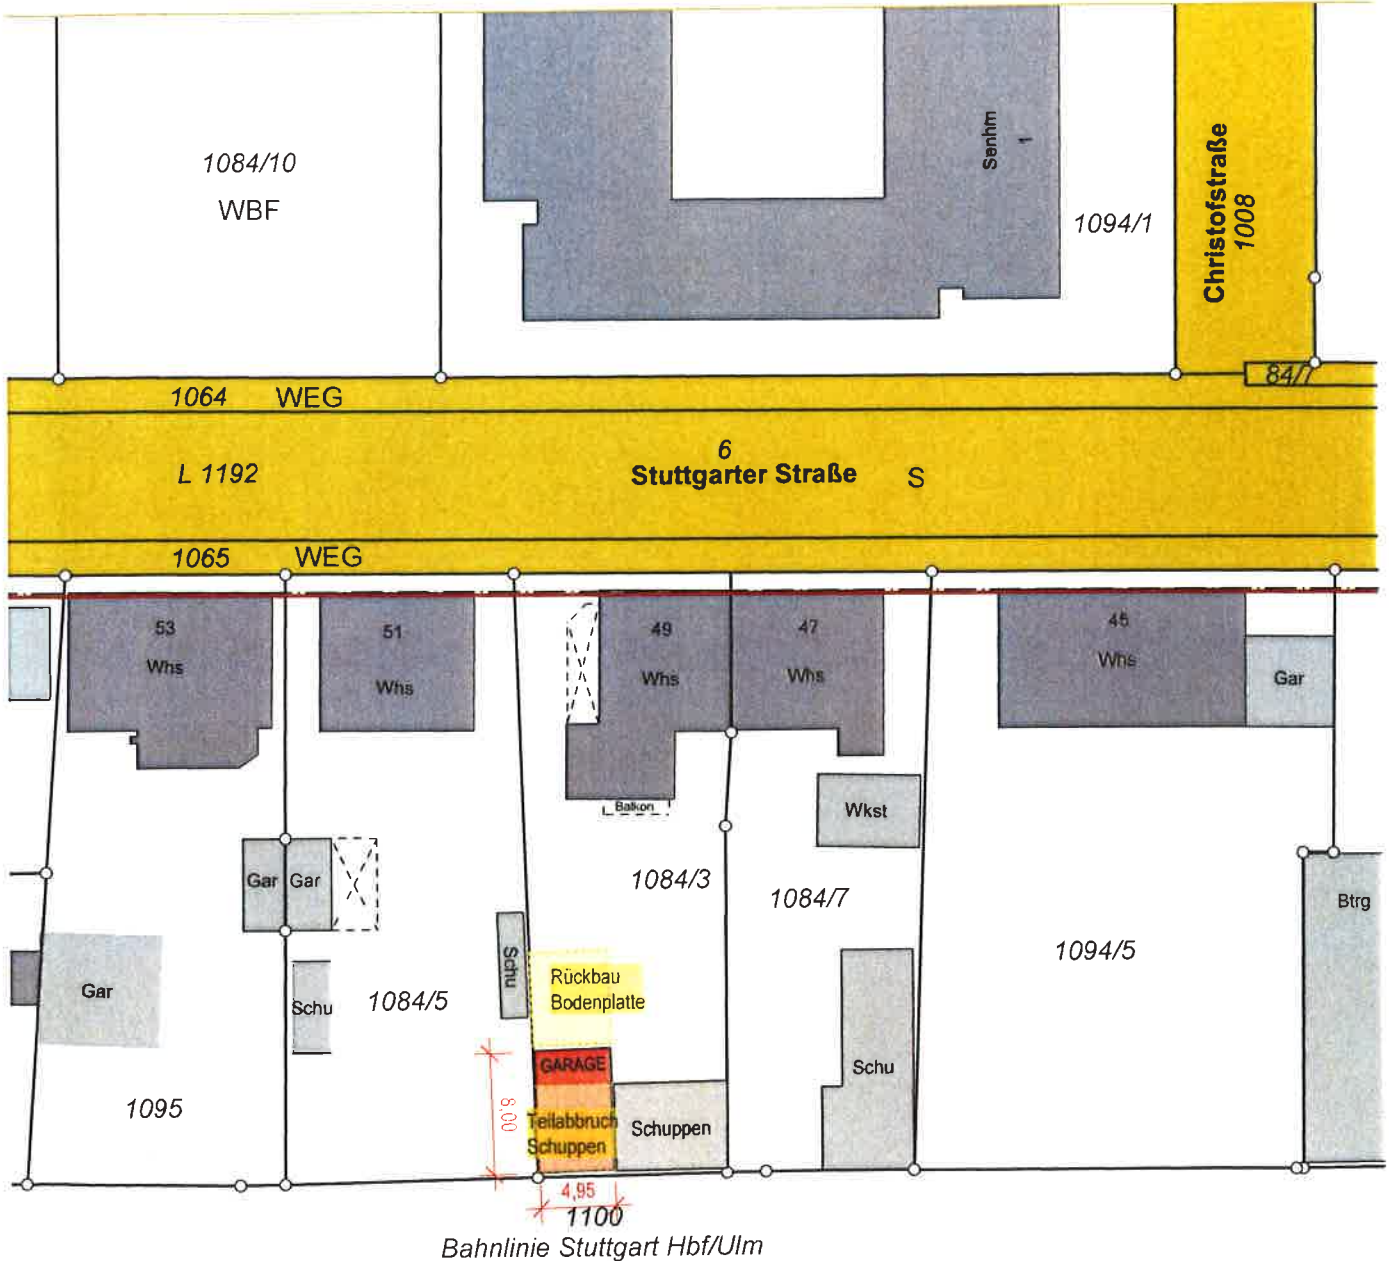 1084/10
WBF
Senhm
1
1094/1
Christofstraße
1008
84/7
1064 WEG
L 1192
6
Stuttgarter Straße S
1065 WEG
53
Whs
51
Whs
49
Whs
47
Whs
45
Whs
Gar
Balkon
Wkst
Gar
Gar
1084/3
1084/7
Btrg
1094/5
Schu
Rückbau
Bodenplatte
Gar
Schu
1084/5
GARAGE
Schu
8,00
1095
Teilabbruch
Schuppen
Schuppen
4,95
1100
Bahnlinie Stuttgart Hbf/Ulm